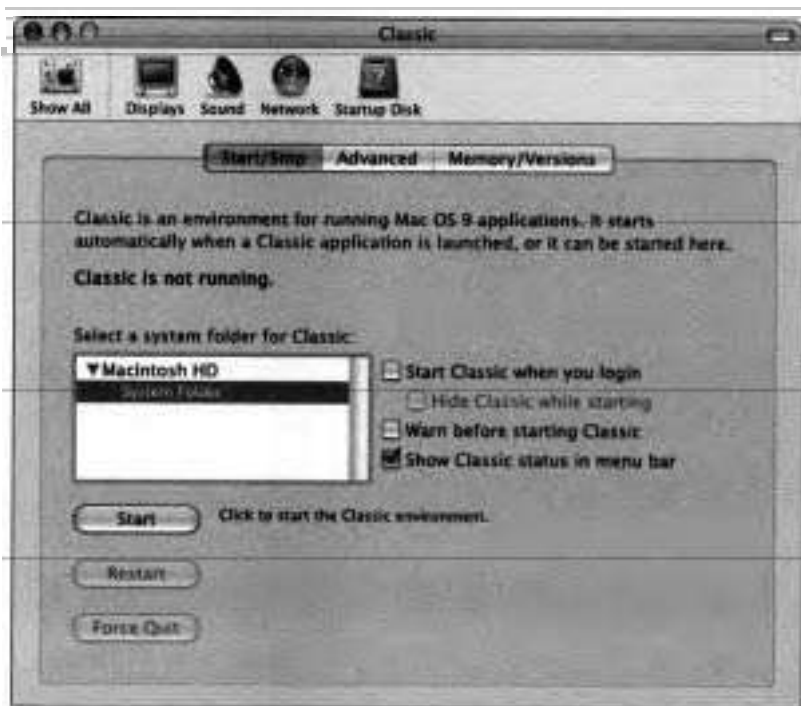 Classic
Show All Displays Sound Network Startup Disk
Start/Stop Advanced Memory/Versions
Classic is an environment for running Mac OS 9 applications. It starts
automatically when a Classic application is launched, or it can be started here.
Classic is not running.
Select a system folder for Classic:
Macintosh HD
System Folder
Start Classic when you login
Hide Classic while starting
Warn before starting Classic
Show Classic status in menu bar
Start Click to start the Classic environment.
Restart
Force Quit